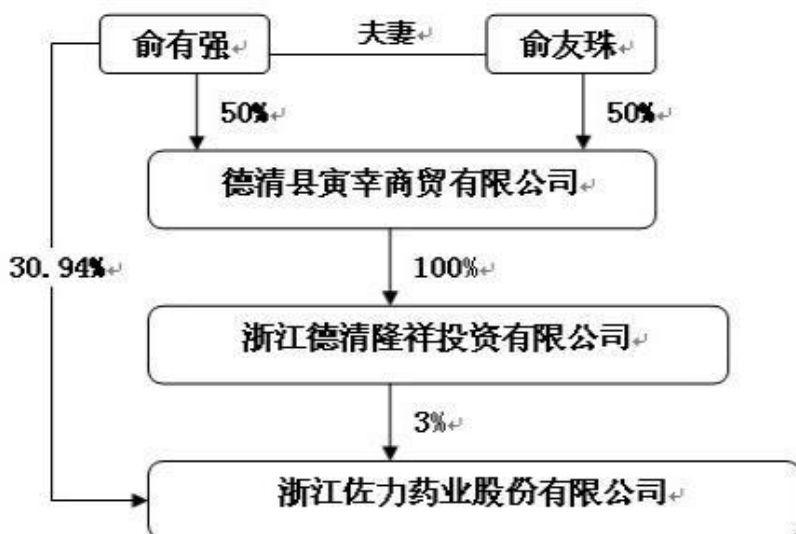 俞有强
夫妻
俞友珠
50%
50%
德清县寅幸商贸有限公司
100%
30.94%
浙江德清隆祥投资有限公司
3%
浙江佐力药业股份有限公司